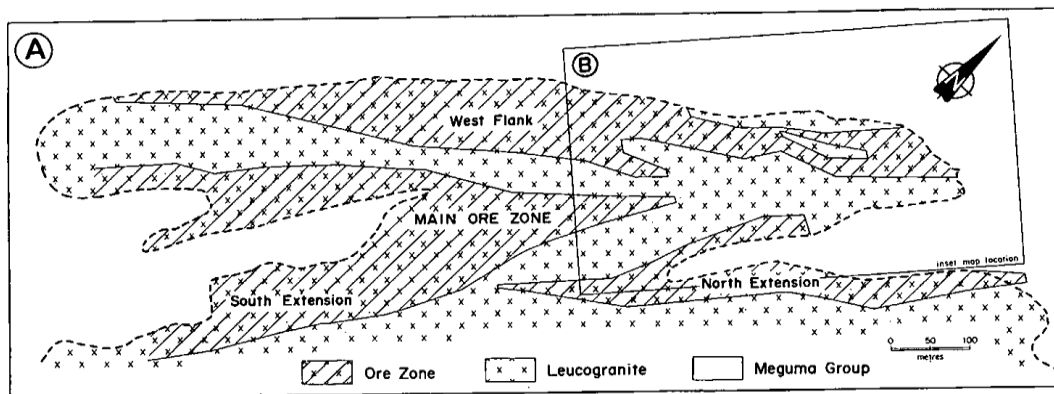 A
B
N
West Flank
MAIN ORE ZONE
South Extension
North Extension
inset map location
0 50 100
metres
Ore Zone
Leucogranite
Meguma Group